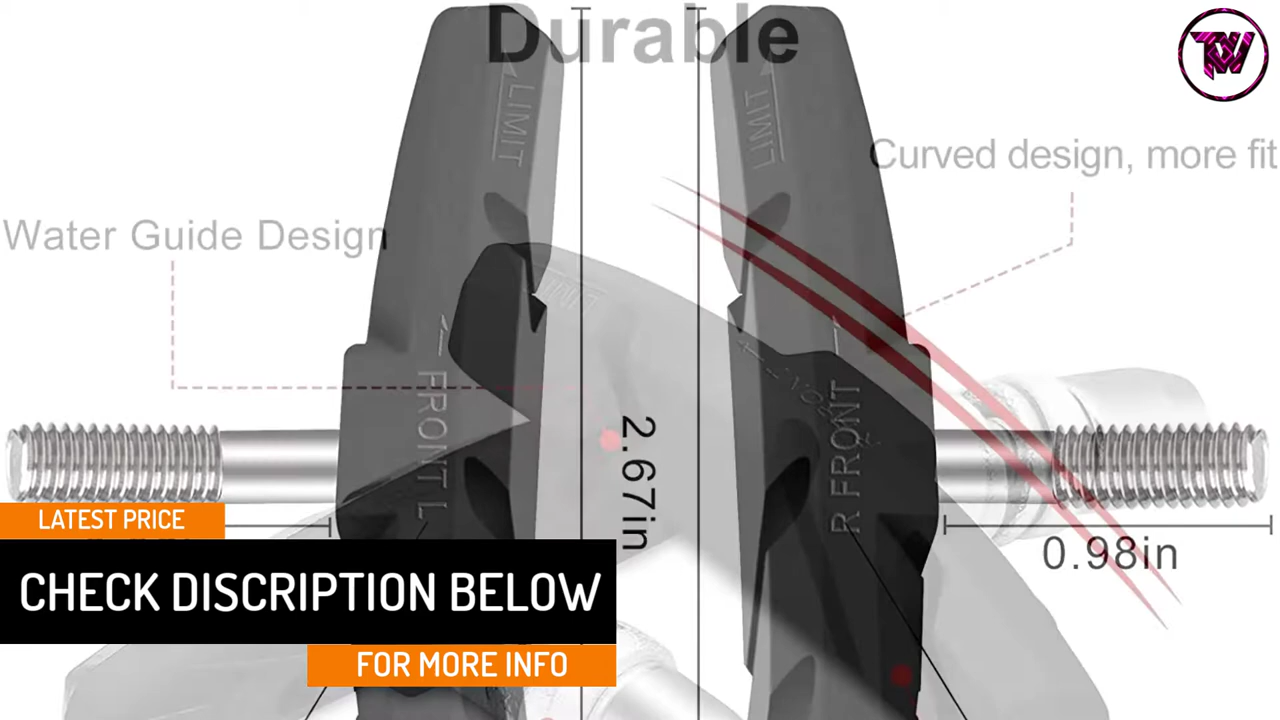 Durable
LIMIT
LIMIT
Curved design, more fit
Water Guide Design
FRONT L
R FRONT
2.67in
0.98in
LATEST PRICE
CHECK DISCRIPTION BELOW
FOR MORE INFO
TW